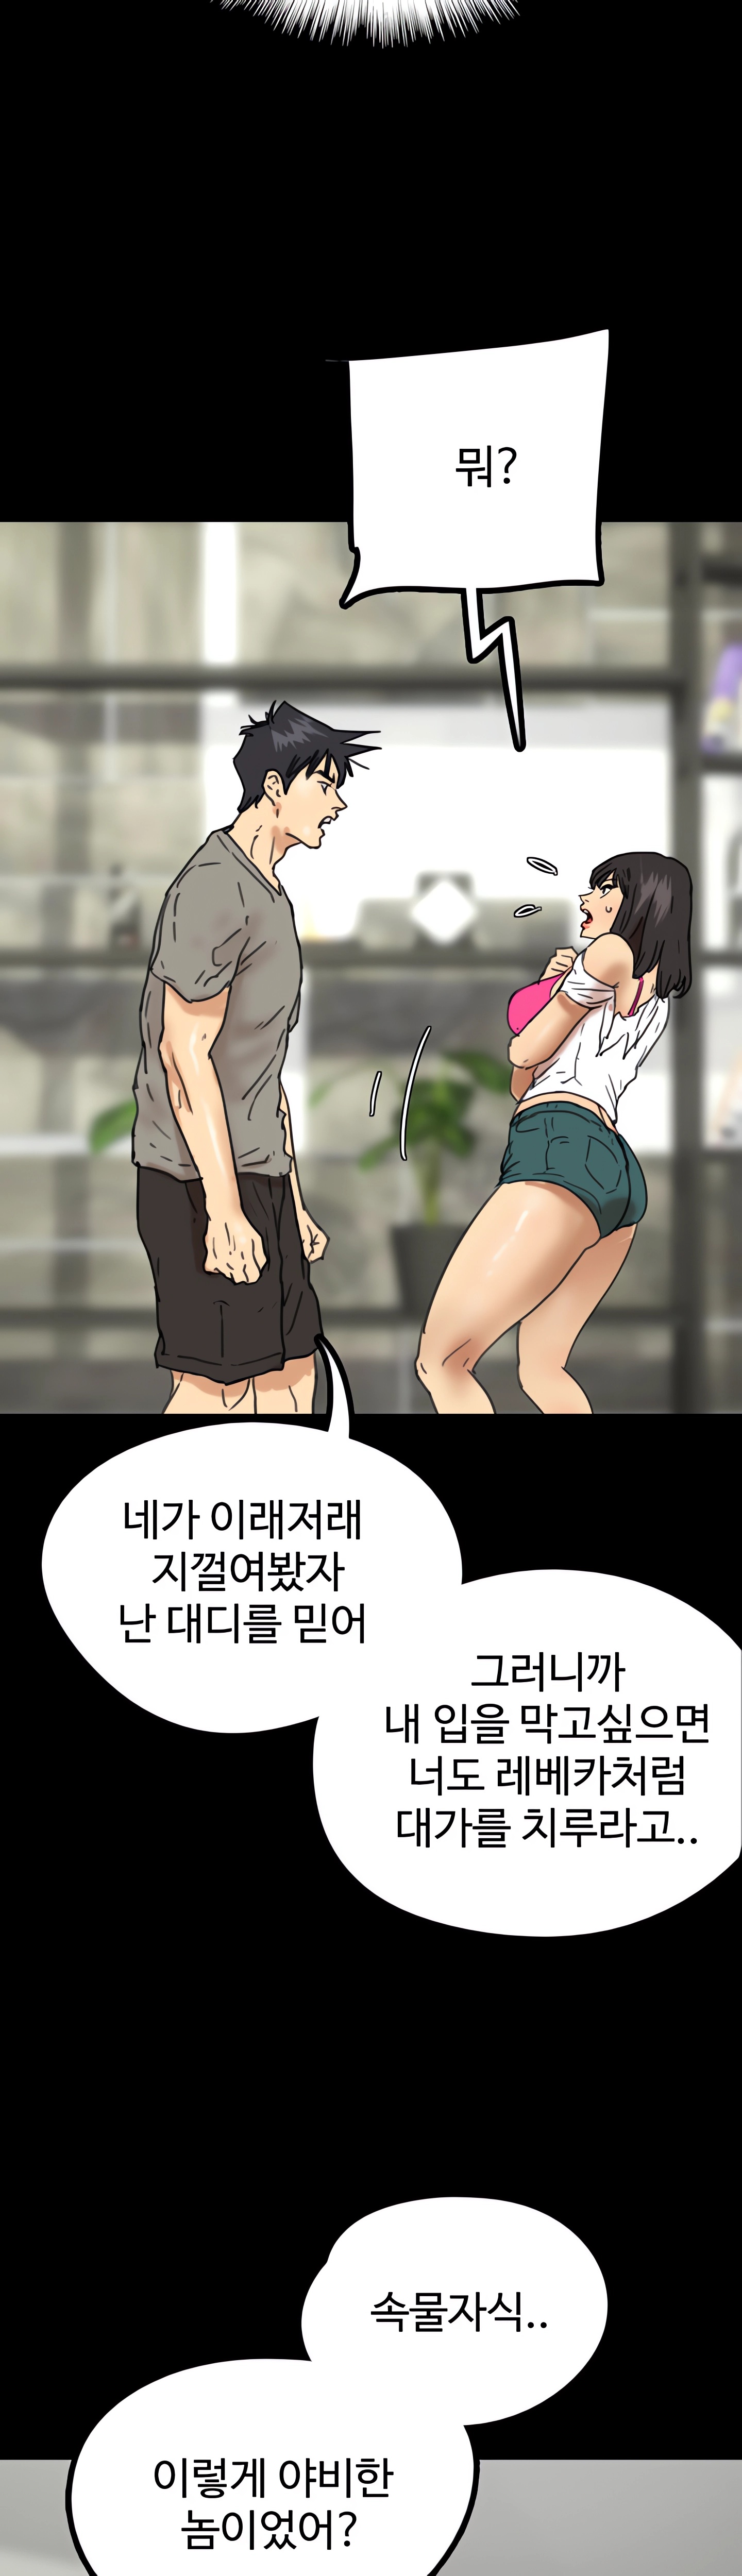 뭐?
네가 이래저래
지껄여봤자
난 대디를 믿어
그러니까
내 입을 막고싶으면
너도 레베카처럼
대가를 치루라고..
속물자식..
이렇게 야비한
놈이었어?